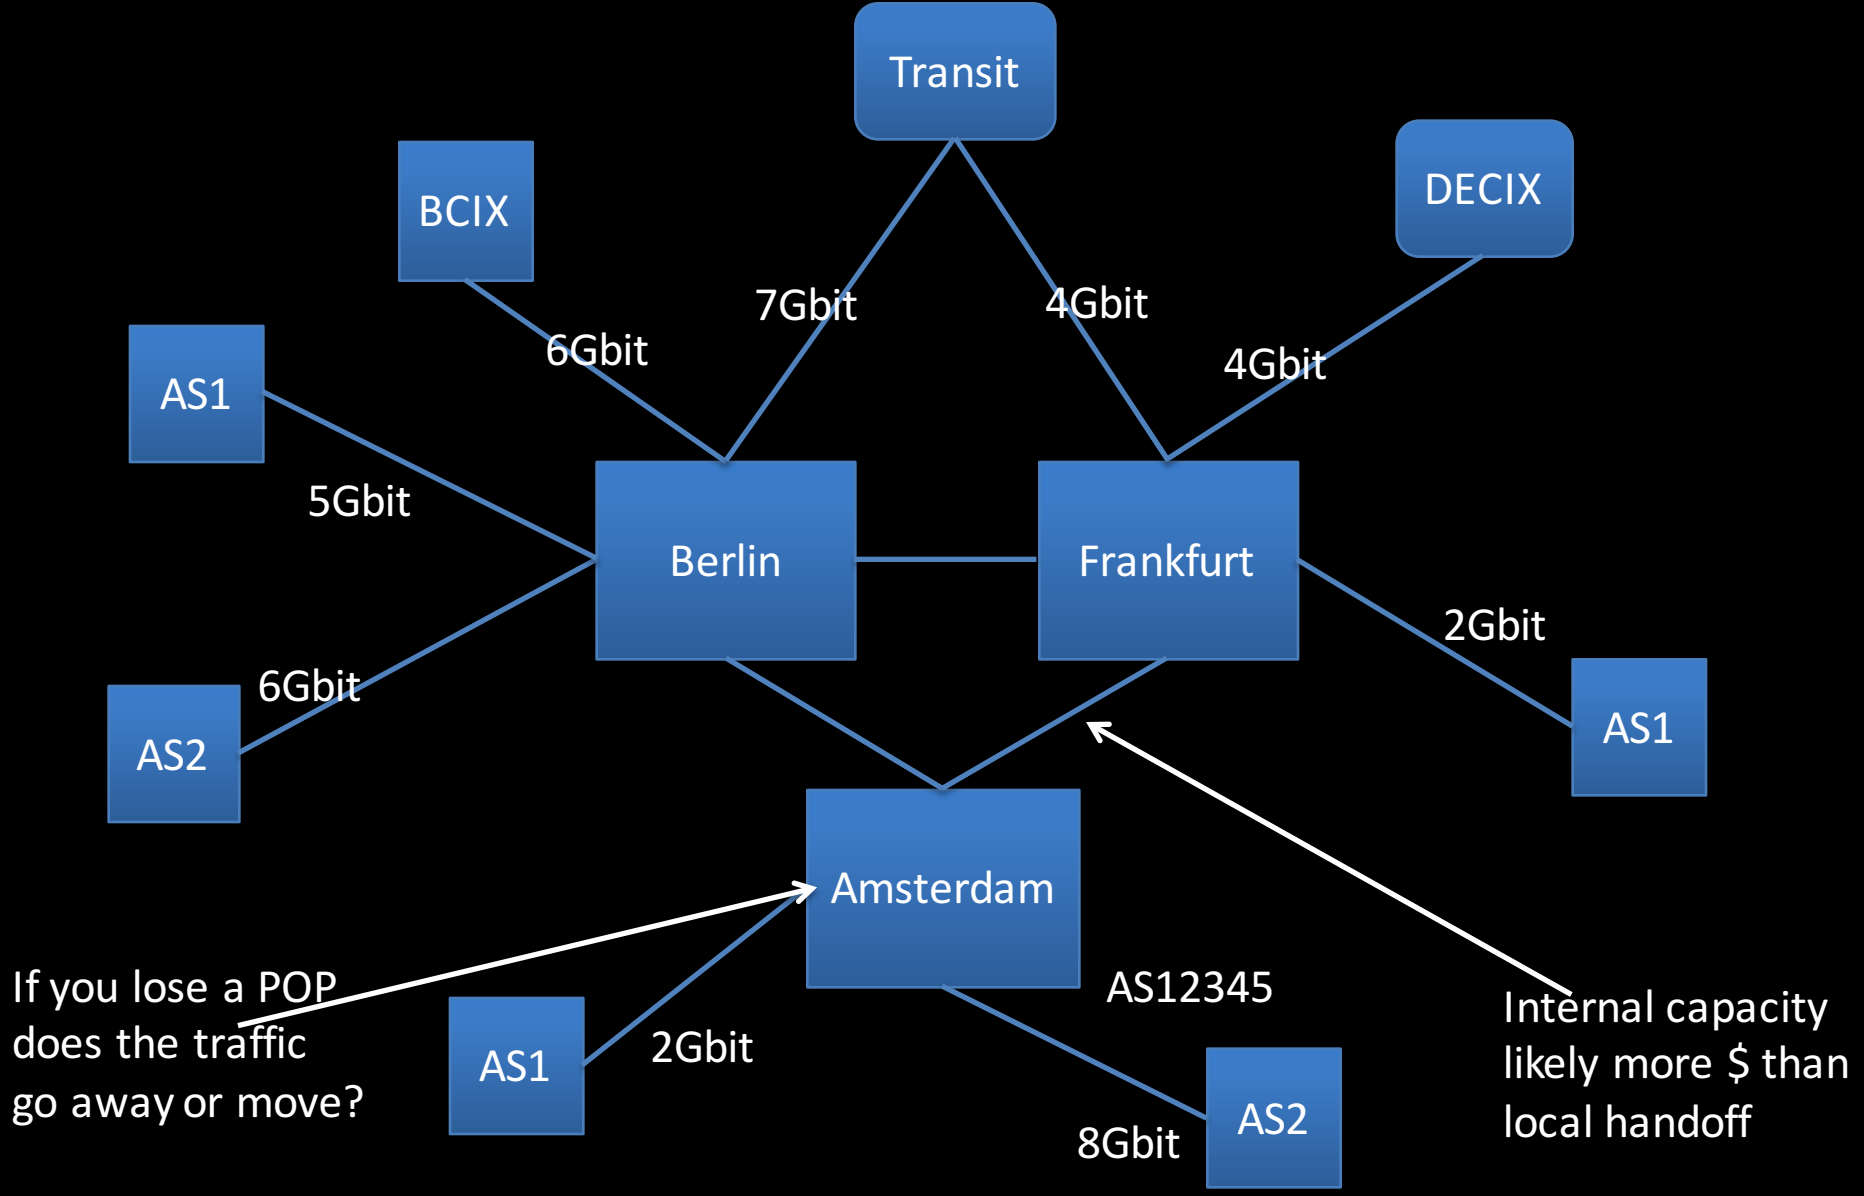 Transit
DECIX
BCIX
7Gbit
4Gbit
6Gbit
4Gbit
AS1
5Gbit
Berlin
Frankfurt
2Gbit
6Gbit
AS2
AS1
Amsterdam
If you lose a POP
does the traffic
go away or move?
AS12345
Internal capacity
likely more $ than
local handoff
AS1
2Gbit
8Gbit
AS2